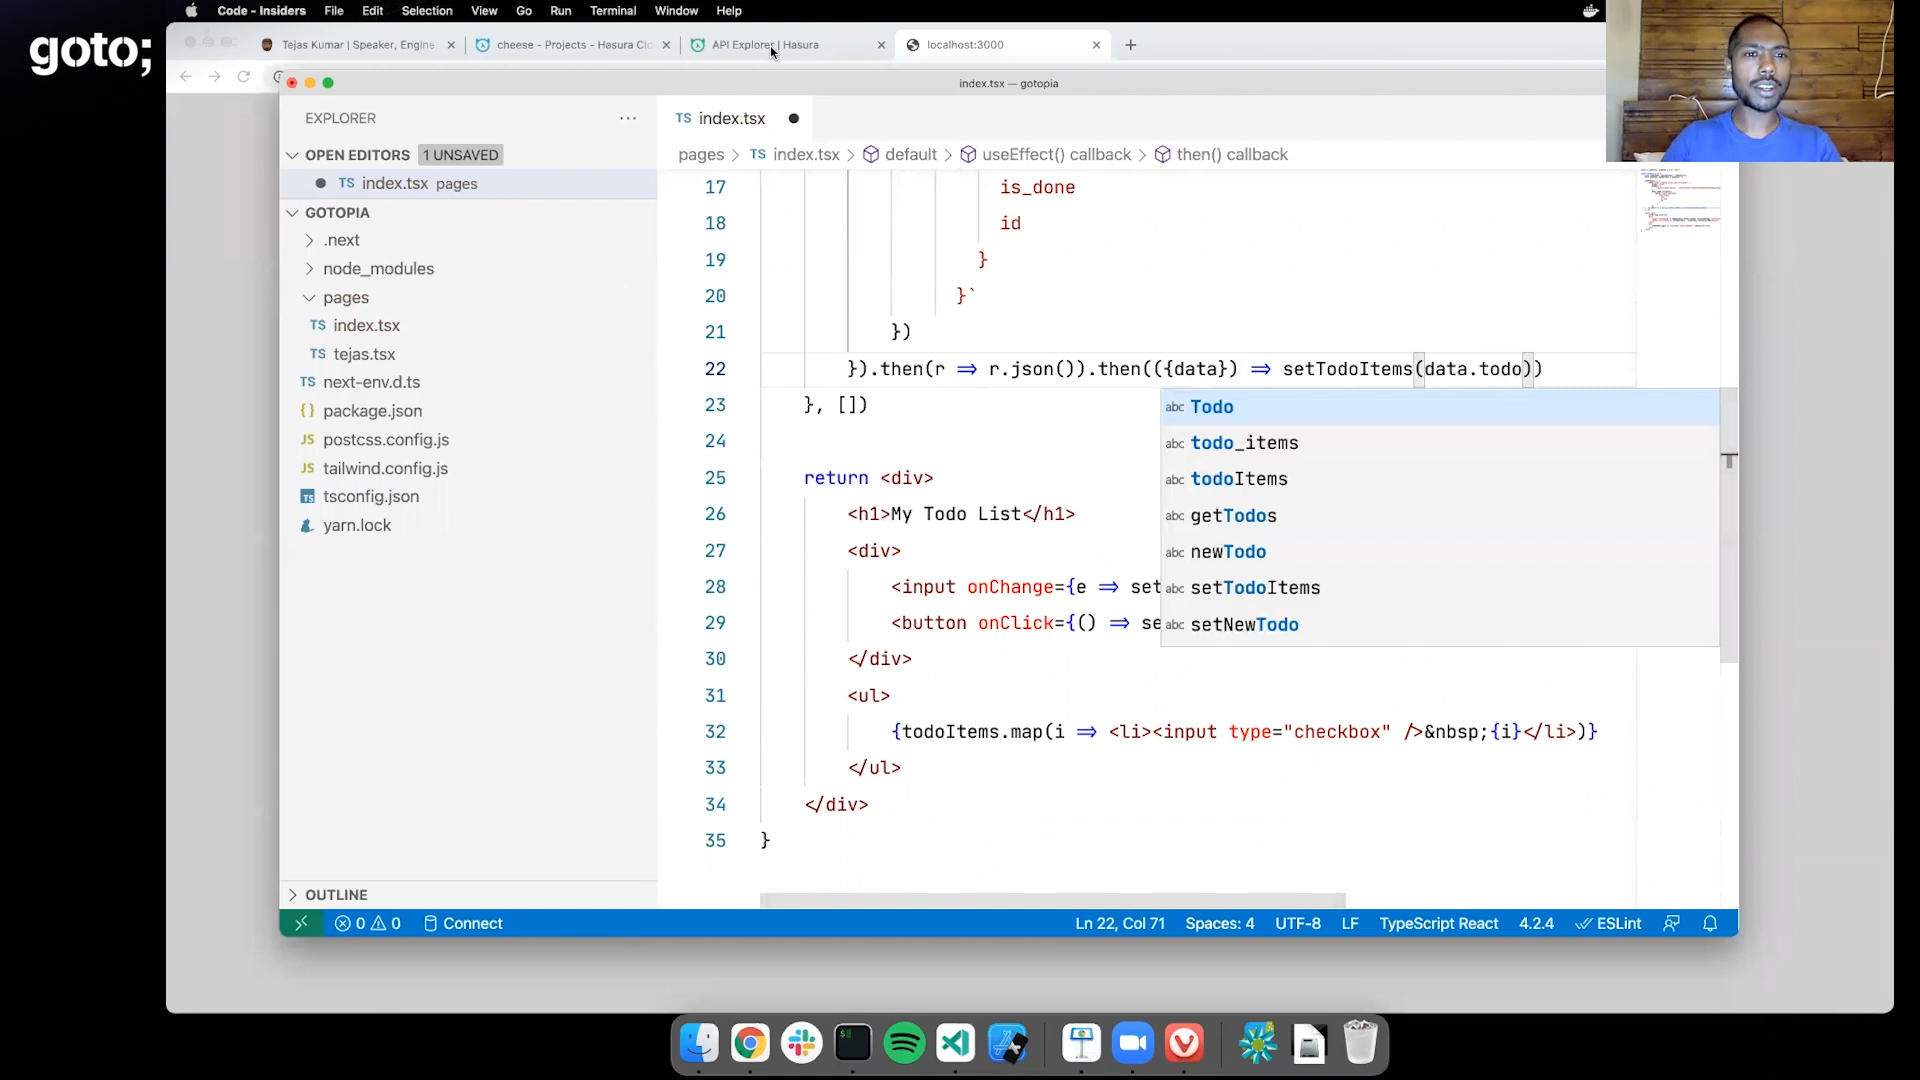 goto;
Code - Insiders File Edit Selection View Go Run Terminal Window Help
Tejas Kumar | Speaker, Engine
cheese - Projects - Hasura Clo
API Explorer | Hasura
localhost:3000
index.tsx — gotopia
EXPLORER
TS index.tsx
OPEN EDITORS 1 UNSAVED
pages > TS index.tsx > default > useEffect() callback > then() callback
TS index.tsx pages
GOTOPIA
.next
node_modules
pages
TS index.tsx
TS tejas.tsx
TS next-env.d.ts
{} package.json
JS postcss.config.js
JS tailwind.config.js
TS tsconfig.json
yarn.lock
OUTLINE
17 is_done
18 id
19 }
20 }`
21 })
22 }).then(r => r.json()).then(({data}) => setTodoItems(data.todo))
23 }, [])
24
25 return <div>
26 <h1>My Todo List</h1>
27 <div>
28 <input onChange={e => set
29 <button onClick={() => se
30 </div>
31 <ul>
32 {todoItems.map(i => <li><input type="checkbox" />&nbsp;{i}</li>)}
33 </ul>
34 </div>
35 }
abc Todo
abc todo_items
abc todoItems
abc getTodos
abc newTodo
abc setTodoItems
abc setNewTodo
0 0 Connect
Ln 22, Col 71 Spaces: 4 UTF-8 LF TypeScript React 4.2.4 ESLint